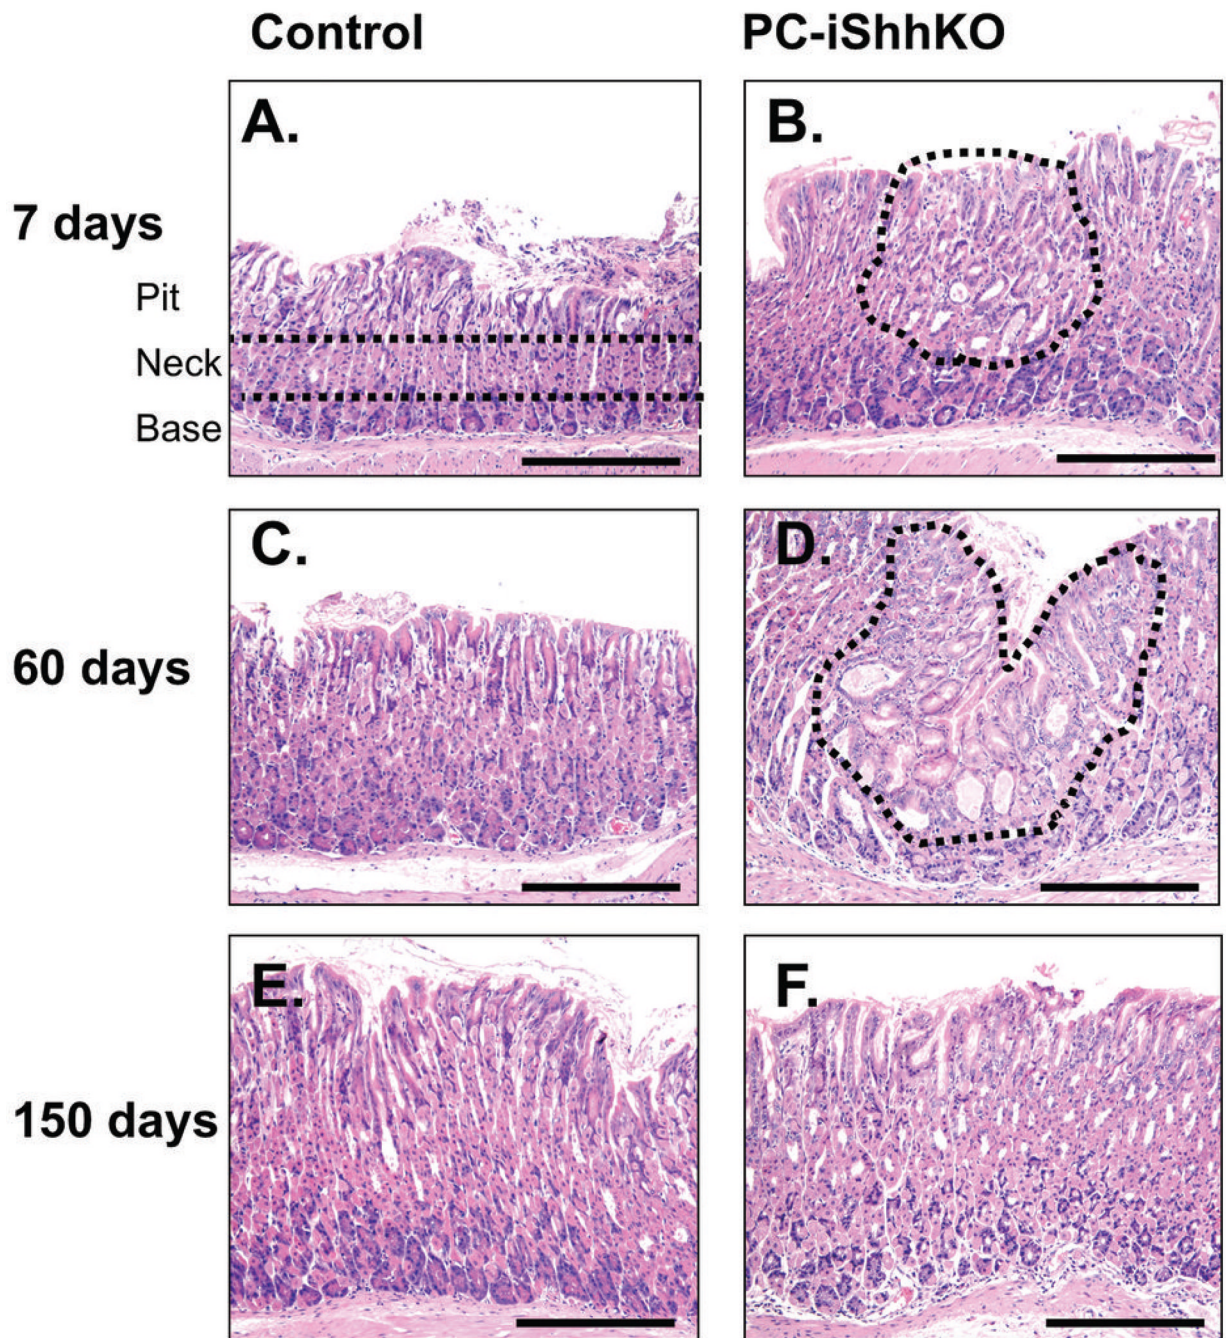 Control PC-iShhKO
A. B.
7 days
Pit
Neck
Base
C. D.
60 days
E. F.
150 days